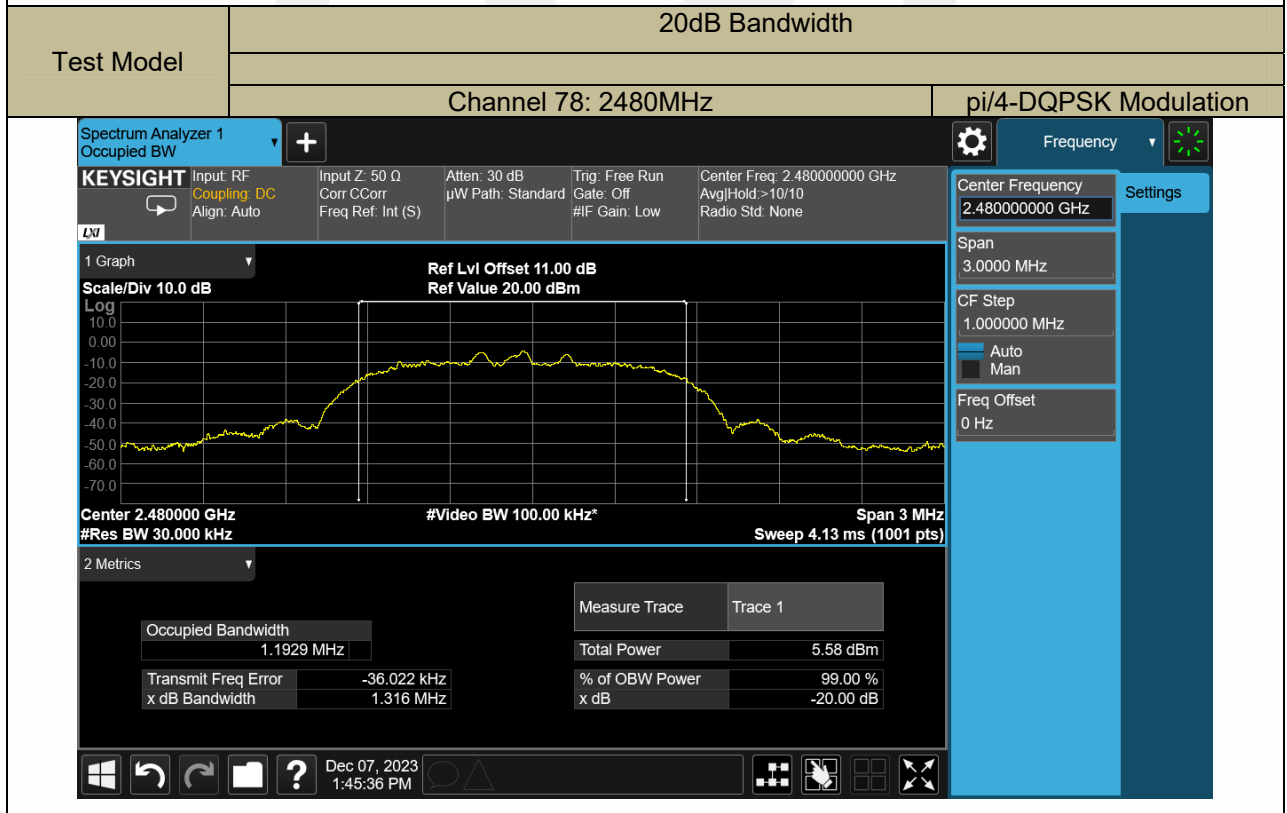 20dB Bandwidth
Test Model
Channel 78: 2480MHz
pi/4-DQPSK Modulation
Spectrum Analyzer 1
Occupied BW
+
Frequency
KEYSIGHT
LXI
Input: RF
Coupling: DC
Align: Auto
Input Z: 50 Ω
Corr CCorr
Freq Ref: Int (S)
Atten: 30 dB
µW Path: Standard
Trig: Free Run
Gate: Off
#IF Gain: Low
Center Freq: 2.480000000 GHz
Avg|Hold:>10/10
Radio Std: None
Center Frequency
2.480000000 GHz
Settings
Span
3.0000 MHz
CF Step
1.000000 MHz
Auto
Man
Freq Offset
0 Hz
1 Graph
Ref Lvl Offset 11.00 dB
Scale/Div 10.0 dB
Ref Value 20.00 dBm
Log
10.0
0.00
-10.0
-20.0
-30.0
-40.0
-50.0
-60.0
-70.0
Center 2.480000 GHz
#Video BW 100.00 kHz*
Span 3 MHz
#Res BW 30.000 kHz
Sweep 4.13 ms (1001 pts)
2 Metrics
Measure Trace
Trace 1
Occupied Bandwidth
1.1929 MHz
Total Power
5.58 dBm
Transmit Freq Error
-36.022 kHz
% of OBW Power
99.00 %
x dB Bandwidth
1.316 MHz
x dB
-20.00 dB
?
Dec 07, 2023
1:45:36 PM